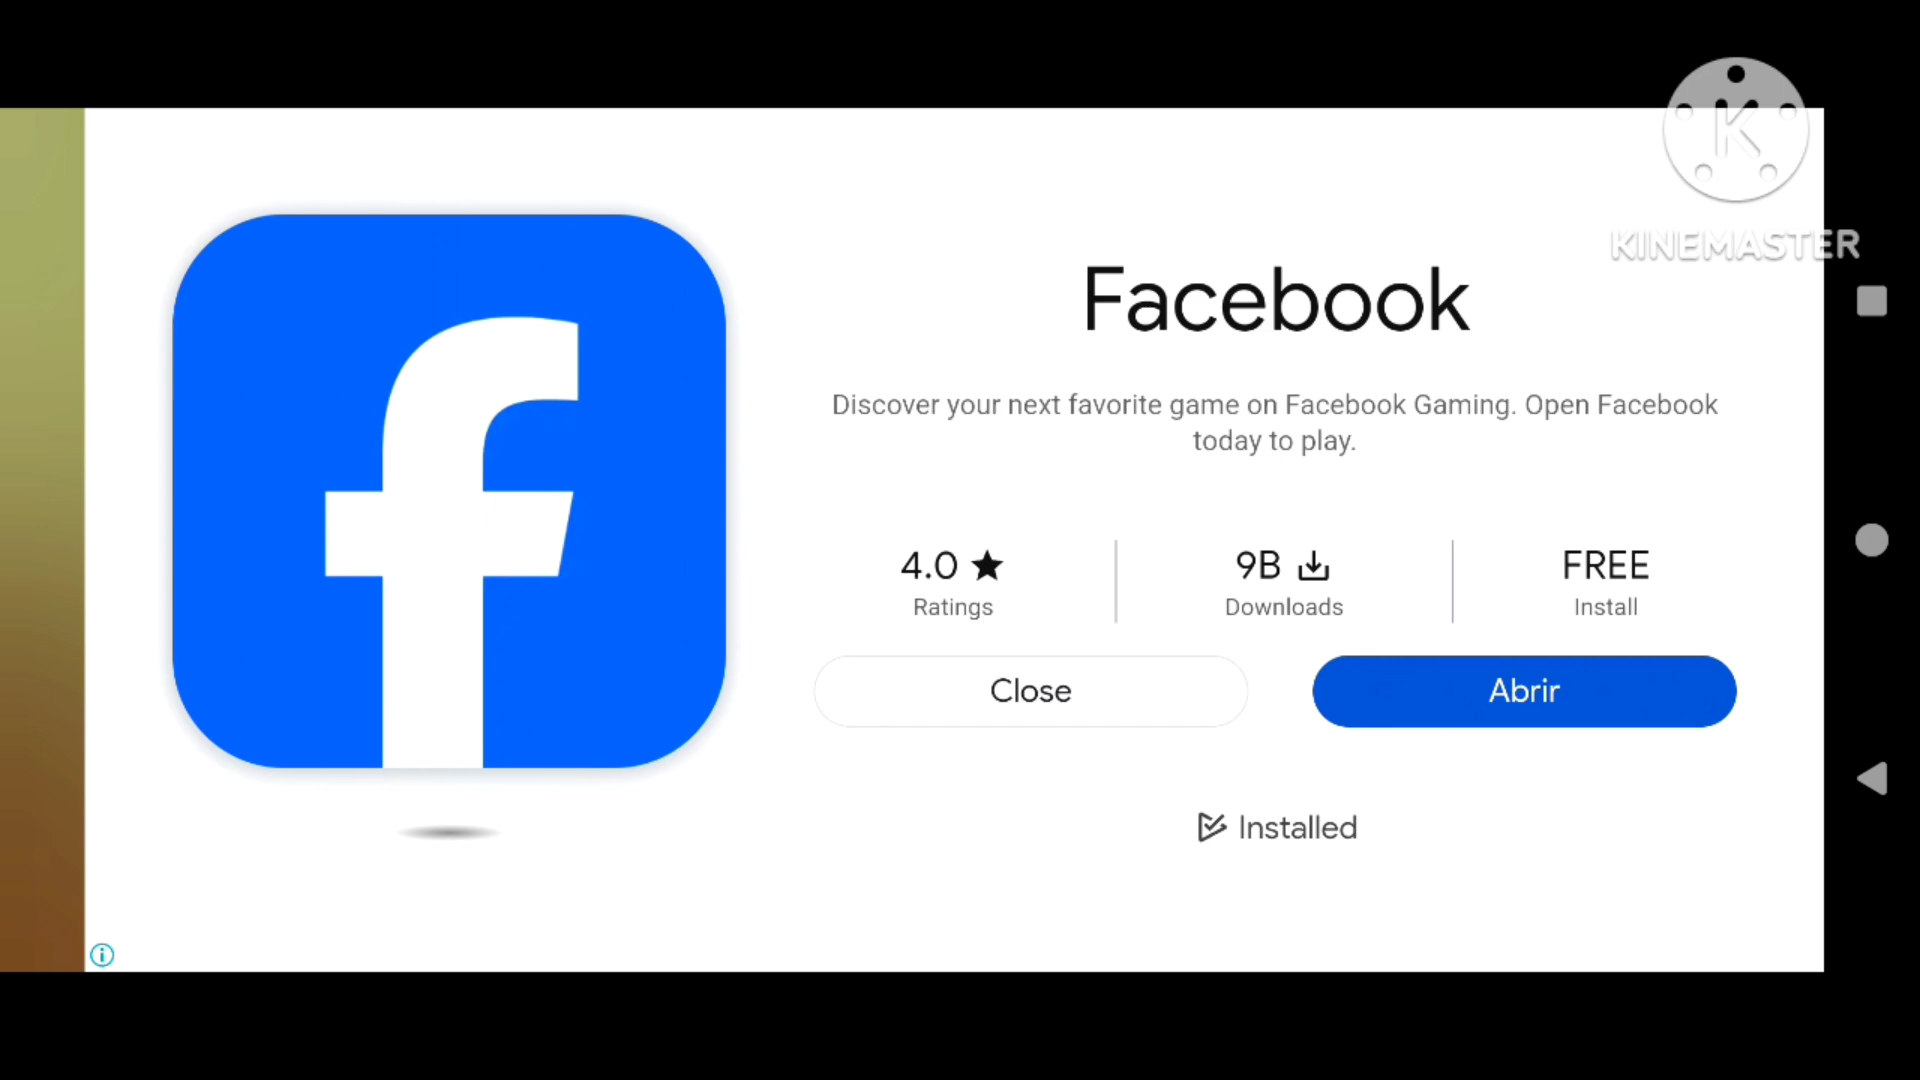 K
KINEMASTER
Facebook
Discover your next favorite game on Facebook Gaming. Open Facebook
today to play.
4.0 ★
Ratings
9B
Downloads
FREE
Install
Close
Abrir
Installed